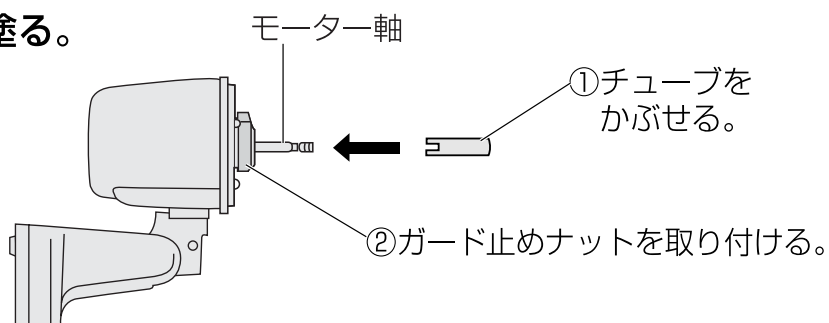 塗る。
モーター軸
①チューブを
かぶせる。
②ガード止めナットを取り付ける。